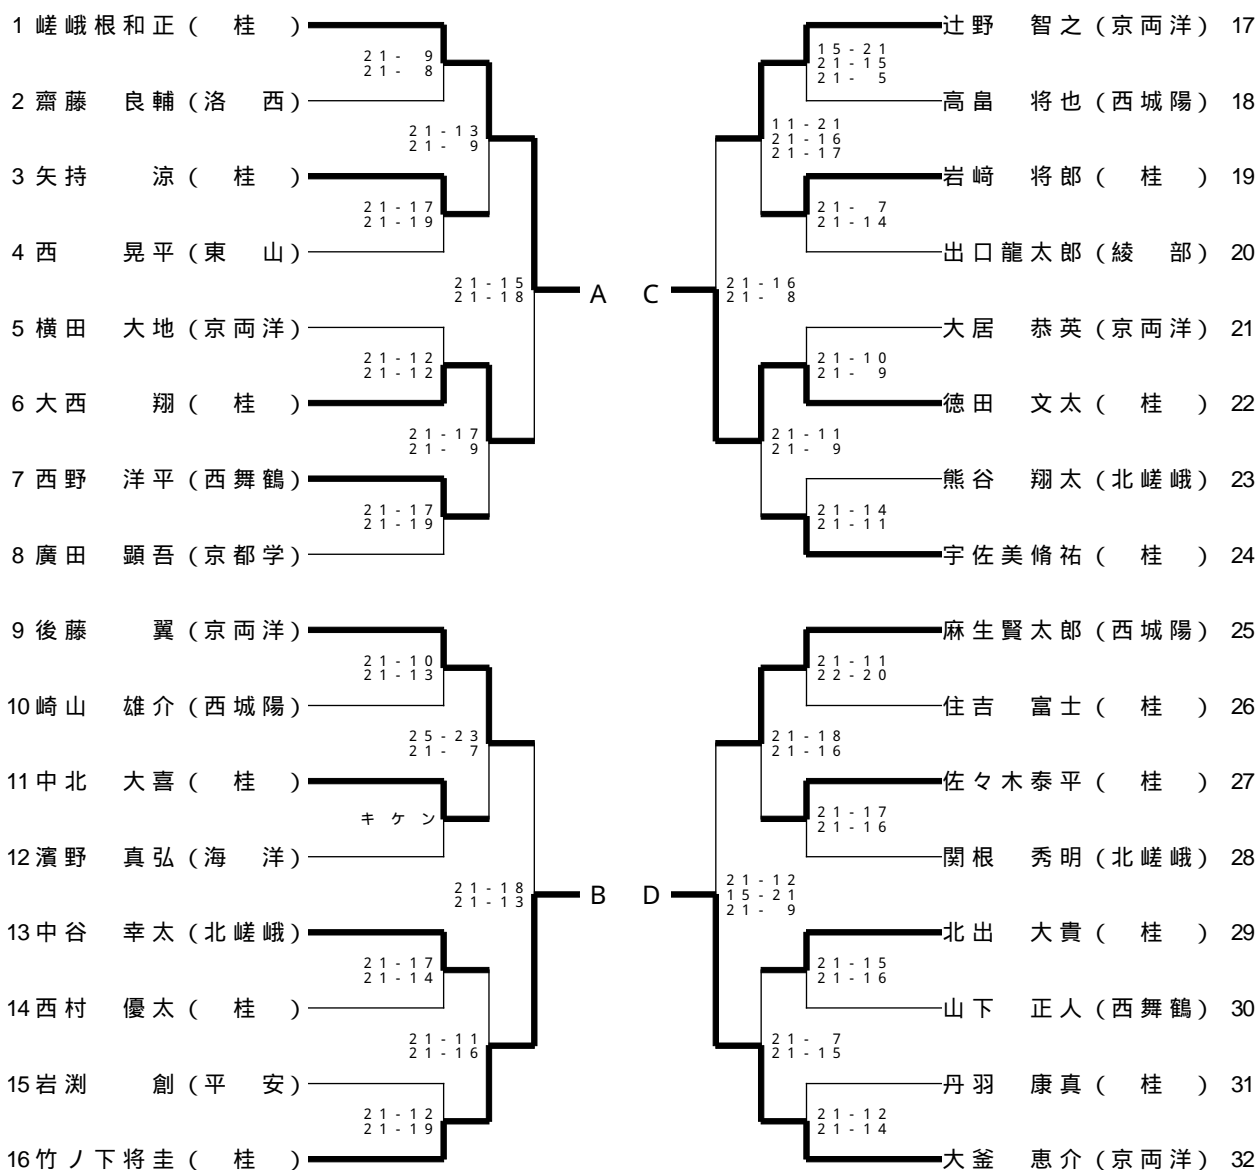 1 嵯峨根和正 ( 桂 )
21 - 9
21 - 8
2 齋藤 良輔 ( 洛 西 )
21 - 13
21 - 9
3 矢持 涼 ( 桂 )
21 - 17
21 - 19
4 西 晃平 ( 東 山 )
21 - 15
21 - 18
A
5 横田 大地 ( 京両洋 )
21 - 12
21 - 12
6 大西 翔 ( 桂 )
21 - 17
21 - 9
7 西野 洋平 ( 西舞鶴 )
21 - 17
21 - 19
8 廣田 顕吾 ( 京都学 )
9 後藤 翼 ( 京両洋 )
21 - 10
21 - 13
10 崎山 雄介 ( 西城陽 )
25 - 23
21 - 7
11 中北 大喜 ( 桂 )
キケン
12 濱野 真弘 ( 海 洋 )
21 - 18
21 - 13
B
13 中谷 幸太 ( 北嵯峨 )
21 - 17
21 - 14
14 西村 優太 ( 桂 )
21 - 11
21 - 16
15 岩渕 創 ( 平 安 )
21 - 12
21 - 19
16 竹ノ下将圭 ( 桂 )
辻野 智之 ( 京両洋 ) 17
15 - 21
21 - 15
21 - 5
高畠 将也 ( 西城陽 ) 18
11 - 21
21 - 16
21 - 17
岩﨑 将郎 ( 桂 ) 19
21 - 7
21 - 14
出口龍太郎 ( 綾 部 ) 20
C
21 - 16
21 - 8
大居 恭英 ( 京両洋 ) 21
21 - 10
21 - 9
徳田 文太 ( 桂 ) 22
21 - 11
21 - 9
熊谷 翔太 ( 北嵯峨 ) 23
21 - 14
21 - 11
宇佐美脩祐 ( 桂 ) 24
麻生賢太郎 ( 西城陽 ) 25
21 - 11
22 - 20
住吉 富士 ( 桂 ) 26
21 - 18
21 - 16
佐々木泰平 ( 桂 ) 27
21 - 17
21 - 16
関根 秀明 ( 北嵯峨 ) 28
D
21 - 12
15 - 21
21 - 9
北出 大貴 ( 桂 ) 29
21 - 15
21 - 16
山下 正人 ( 西舞鶴 ) 30
21 - 7
21 - 15
丹羽 康真 ( 桂 ) 31
21 - 12
21 - 14
大釜 恵介 ( 京両洋 ) 32